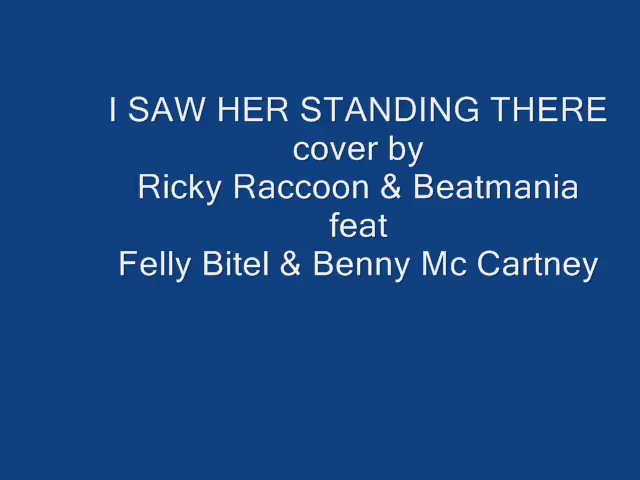 I SAW HER STANDING THERE
cover by
Ricky Raccoon & Beatmania
feat
Felly Bitel & Benny Mc Cartney